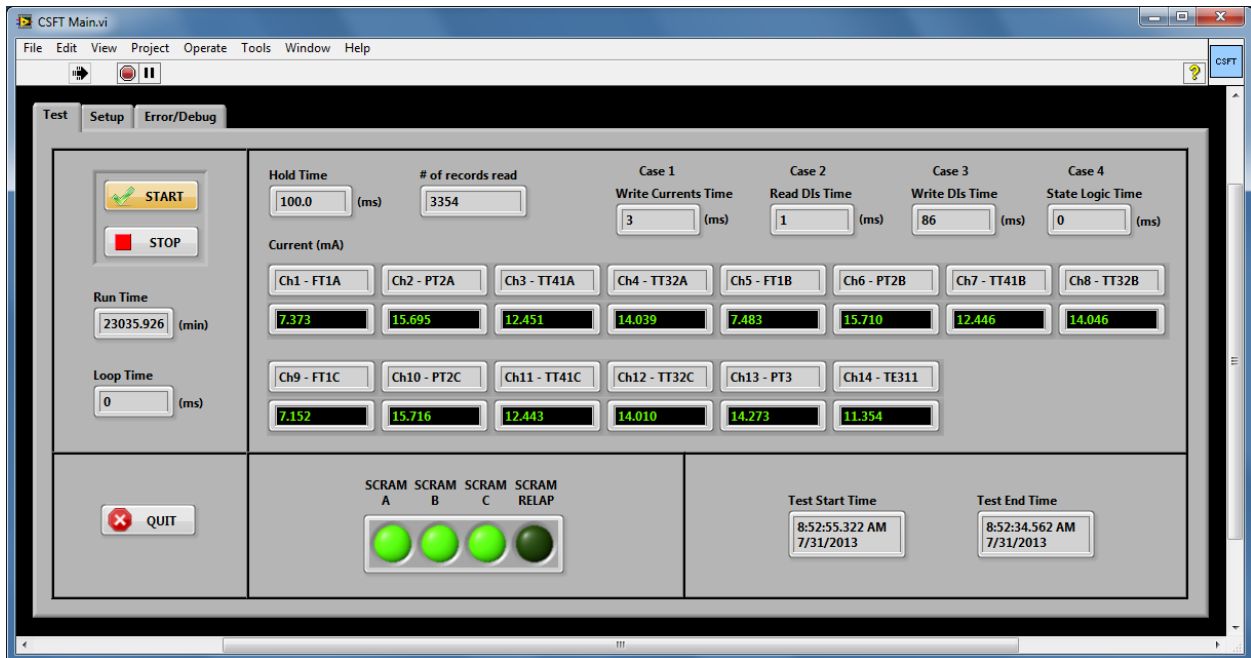 CSFT Main.vi
File Edit View Project Operate Tools Window Help
CSFT
Test Setup Error/Debug
START
STOP
Run Time
23035.926 (min)
Loop Time
0 (ms)
Hold Time
100.0 (ms)
# of records read
3354
Case 1
Write Currents Time
3 (ms)
Case 2
Read DIs Time
1 (ms)
Case 3
Write DIs Time
86 (ms)
Case 4
State Logic Time
0 (ms)
Current (mA)
Ch1 - FT1A Ch2 - PT2A Ch3 - TT41A Ch4 - TT32A Ch5 - FT1B Ch6 - PT2B Ch7 - TT41B Ch8 - TT32B
7.373 15.695 12.451 14.039 7.483 15.710 12.446 14.046
Ch9 - FT1C Ch10 - PT2C Ch11 - TT41C Ch12 - TT32C Ch13 - PT3 Ch14 - TE311
7.152 15.716 12.443 14.010 14.273 11.354
QUIT
SCRAM SCRAM SCRAM SCRAM
A B C RELAP
Test Start Time
8:52:55.322 AM
7/31/2013
Test End Time
8:52:34.562 AM
7/31/2013